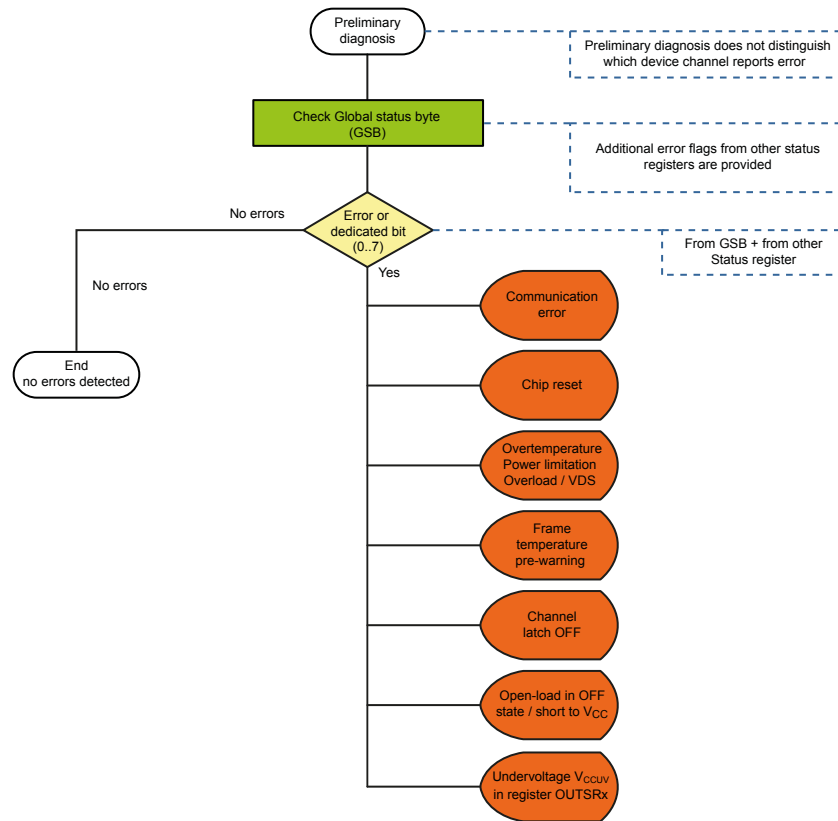 Preliminary
diagnosis
Preliminary diagnosis does not distinguish
which device channel reports error
Check Global status byte
(GSB)
Additional error flags from other status
registers are provided
No errors
Error or
dedicated bit
(0..7)
From GSB + from other
Status register
Yes
No errors
Communication
error
End
no errors detected
Chip reset
Overtemperature
Power limitation
Overload / VDS
Frame
temperature
pre-warning
Channel
latch OFF
Open-load in OFF
state / short to VCC
Undervoltage VCCUV
in register OUTSRx